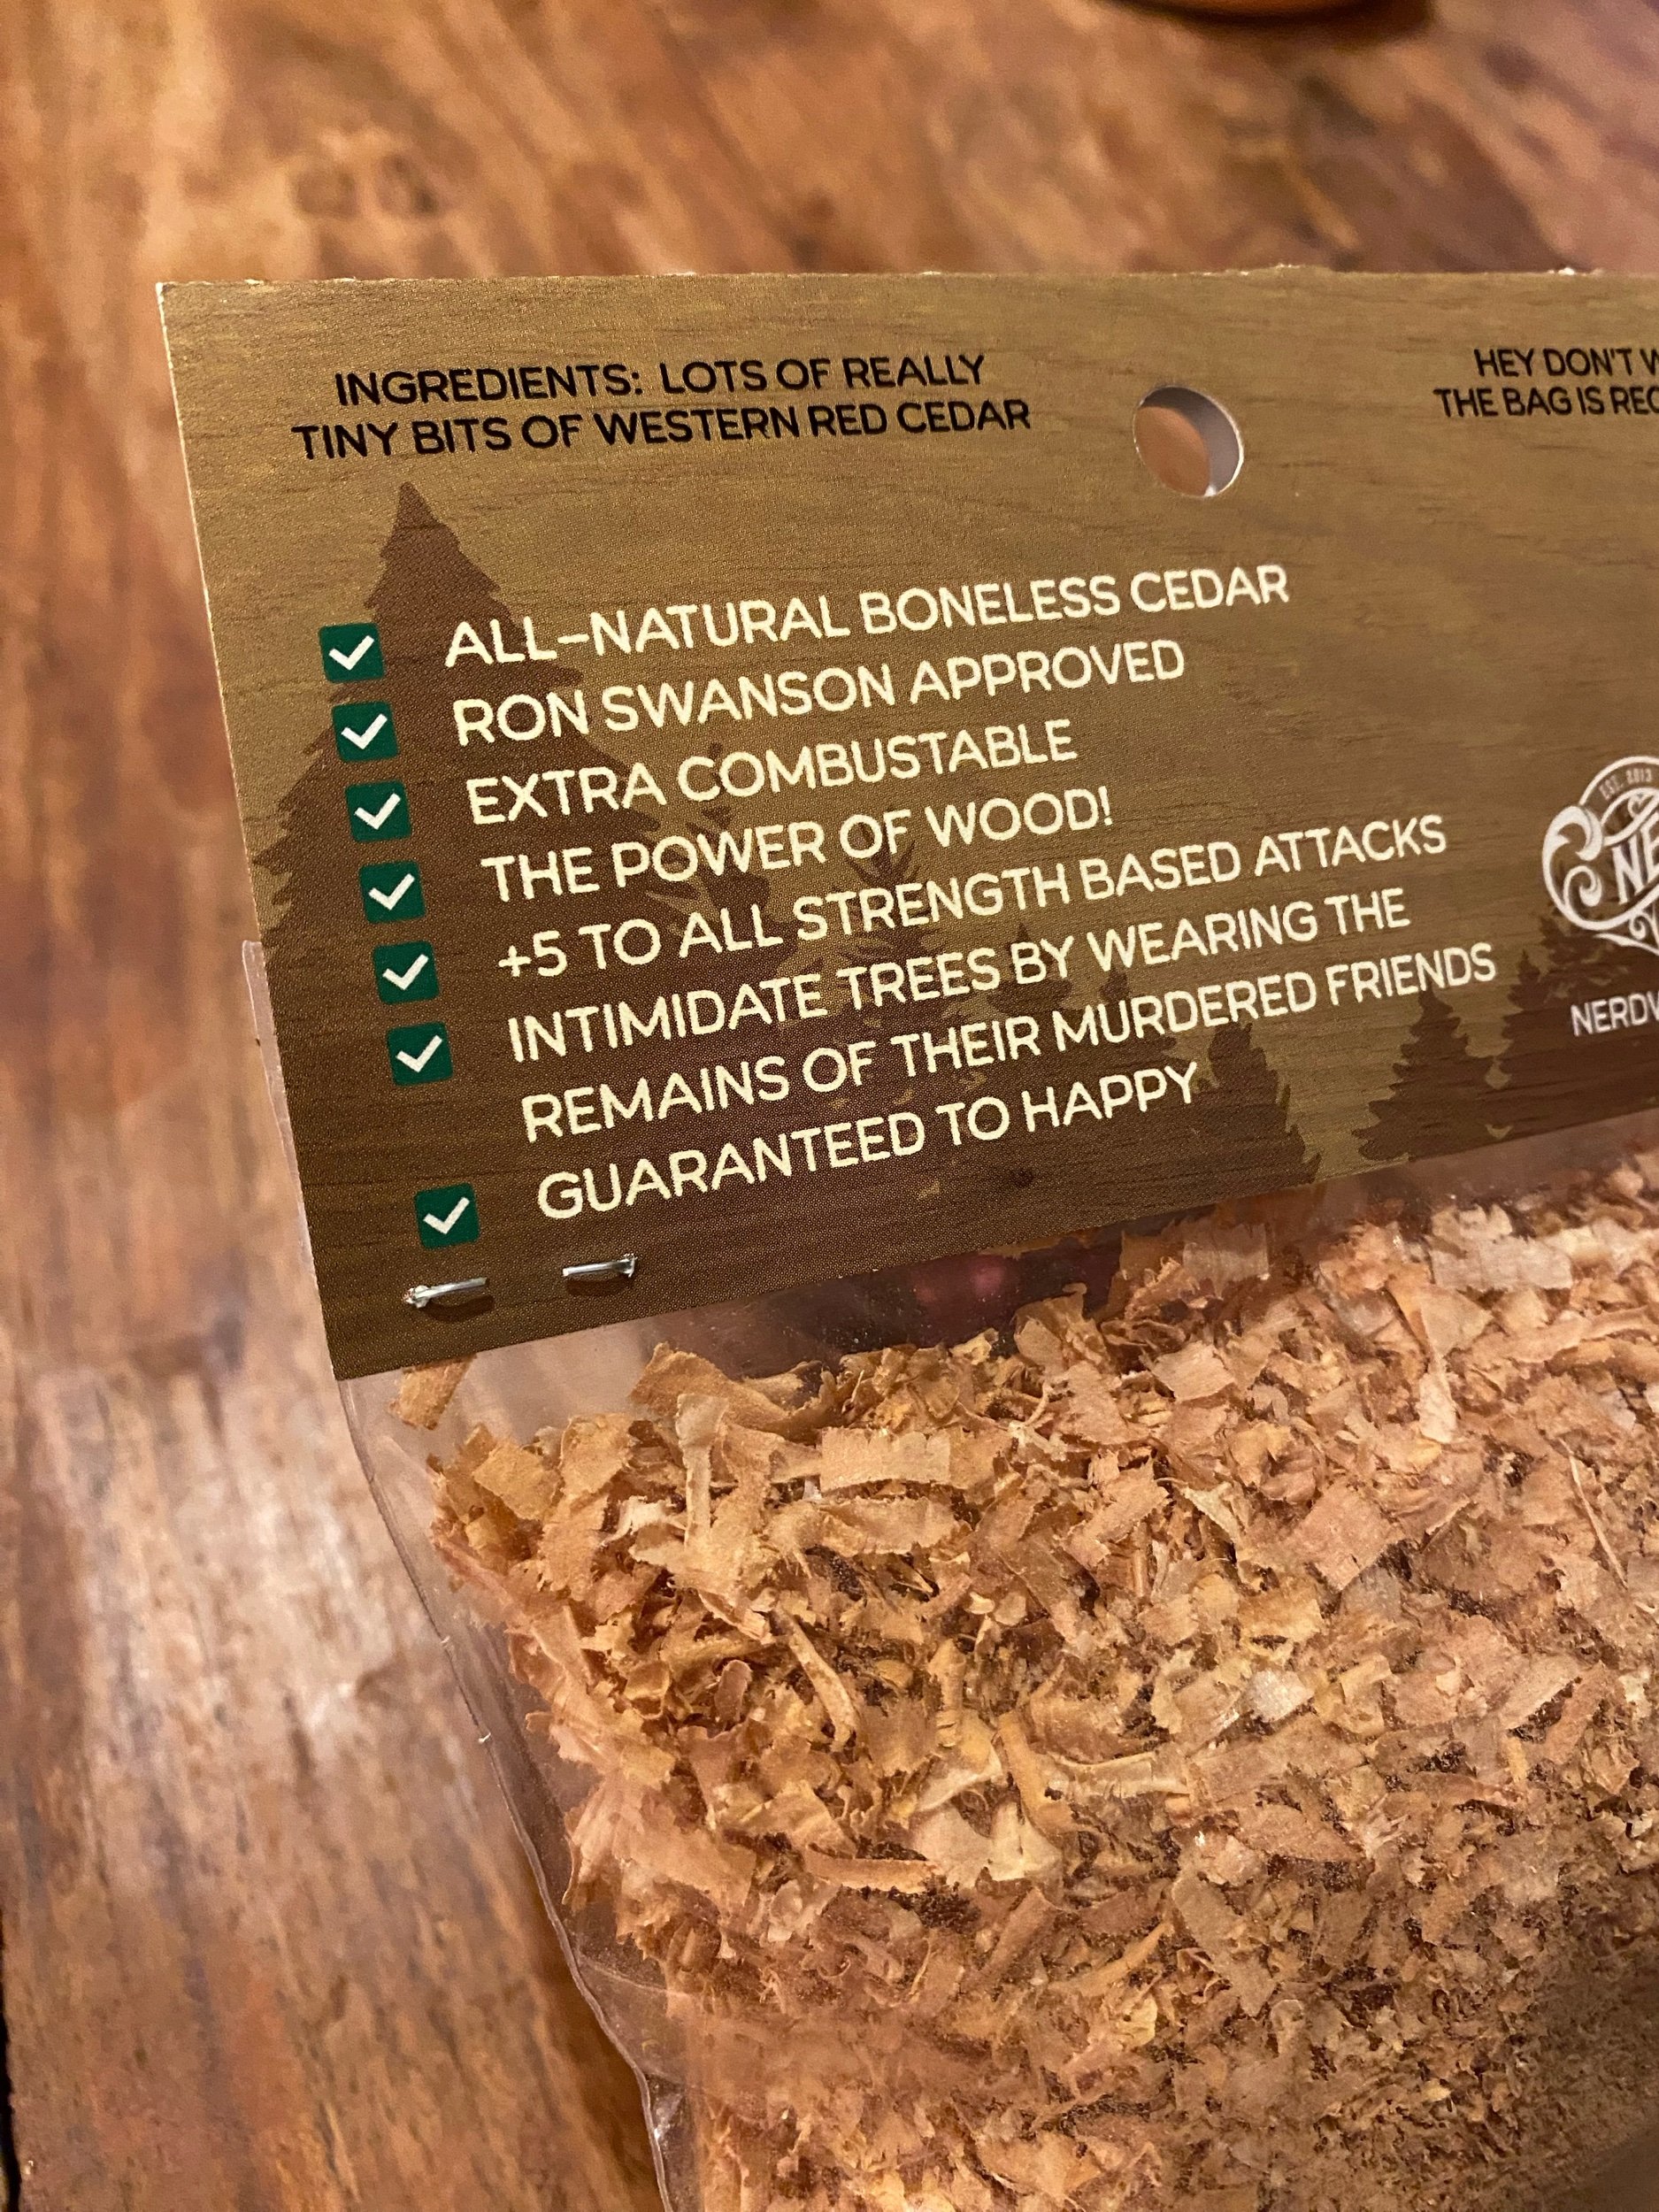 INGREDIENTS: LOTS OF REALLY
TINY BITS OF WESTERN RED CEDAR
HEY DON'T
THE BAG IS
ALL-NATURAL BONELESS CEDAR
RON SWANSON APPROVED
EXTRA COMBUSTABLE
THE POWER OF WOOD!
+5 TO ALL STRENGTH BASED ATTACKS
INTIMIDATE TREES BY WEARING THE
REMAINS OF THEIR MURDERED FRIENDS
GUARANTEED TO HAPPY
EST. 2013